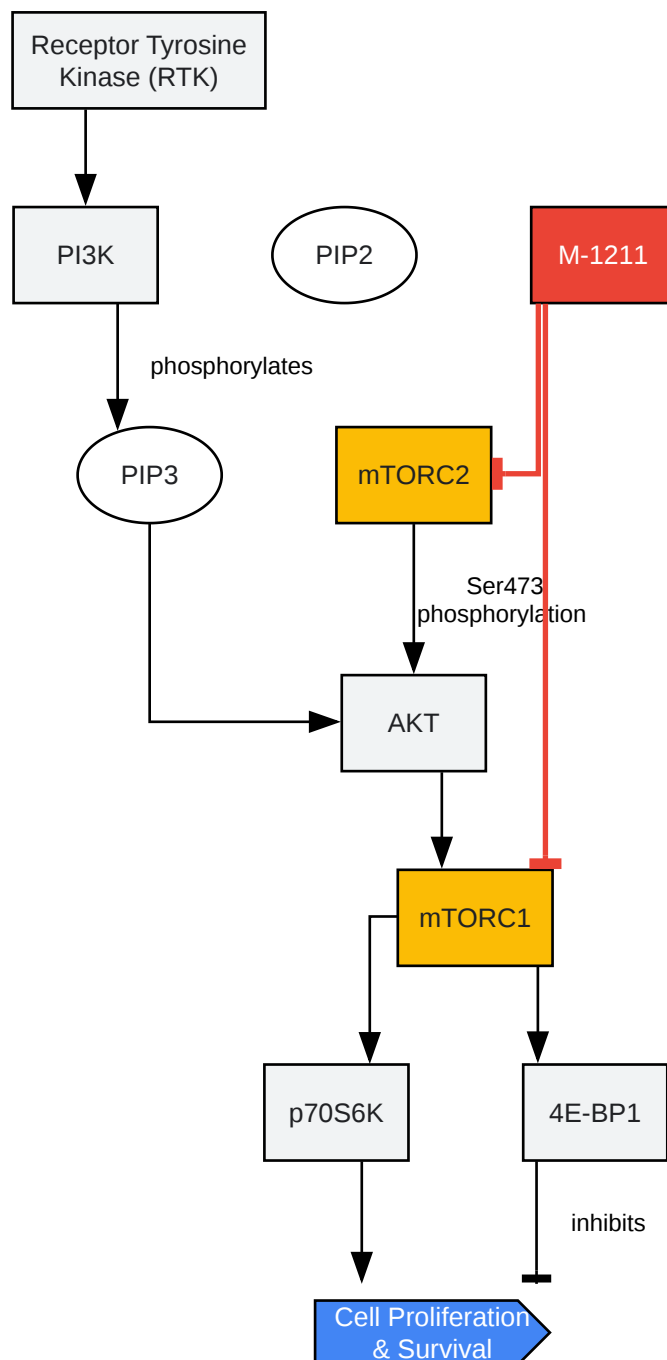 Receptor Tyrosine
Kinase (RTK)
PI3K
PIP2
M-1211
phosphorylates
PIP3
mTORC2
Ser473
phosphorylation
AKT
mTORC1
p70S6K
4E-BP1
inhibits
Cell Proliferation
& Survival